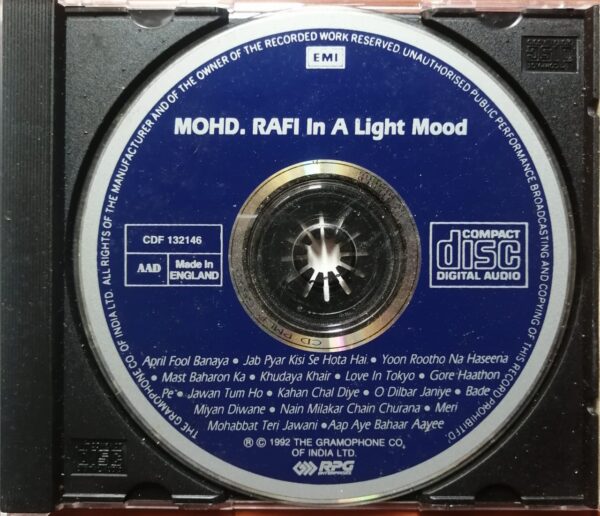 ALL RIGHTS OF THE MANUFACTURER AND OF THE OWNER OF THE RECORDED WORK RESERVED. UNAUTHORISED PUBLIC PERFORMANCE BROADCASTING AND COPYING OF THIS RECORD PROHIBITED.
EMI
MOHD. RAFI In A Light Mood
CDF 132146
AAD
Made in
ENGLAND
COMPACT
disc
DIGITAL AUDIO
April Fool Banaya • Jab Pyar Kisi Se Hota Hai • Yoon Rootho Na Haseena
• Mast Baharon Ka • Khudaya Khair • Love In Tokyo • Gore Haathon
Pe • Jawan Tum Ho • Kahan Chal Diye • O Dilbar Janiye • Bade
Miyan Diwane • Nain Milakar Chain Churana • Meri
Mohabbat Teri Jawani • Aap Aye Bahaar Aayee
® © 1992 THE GRAMOPHONE CO.
OF INDIA LTD.
RPG
ENTERPRISES
THE GRAMOPHONE CO. OF INDIA LTD.